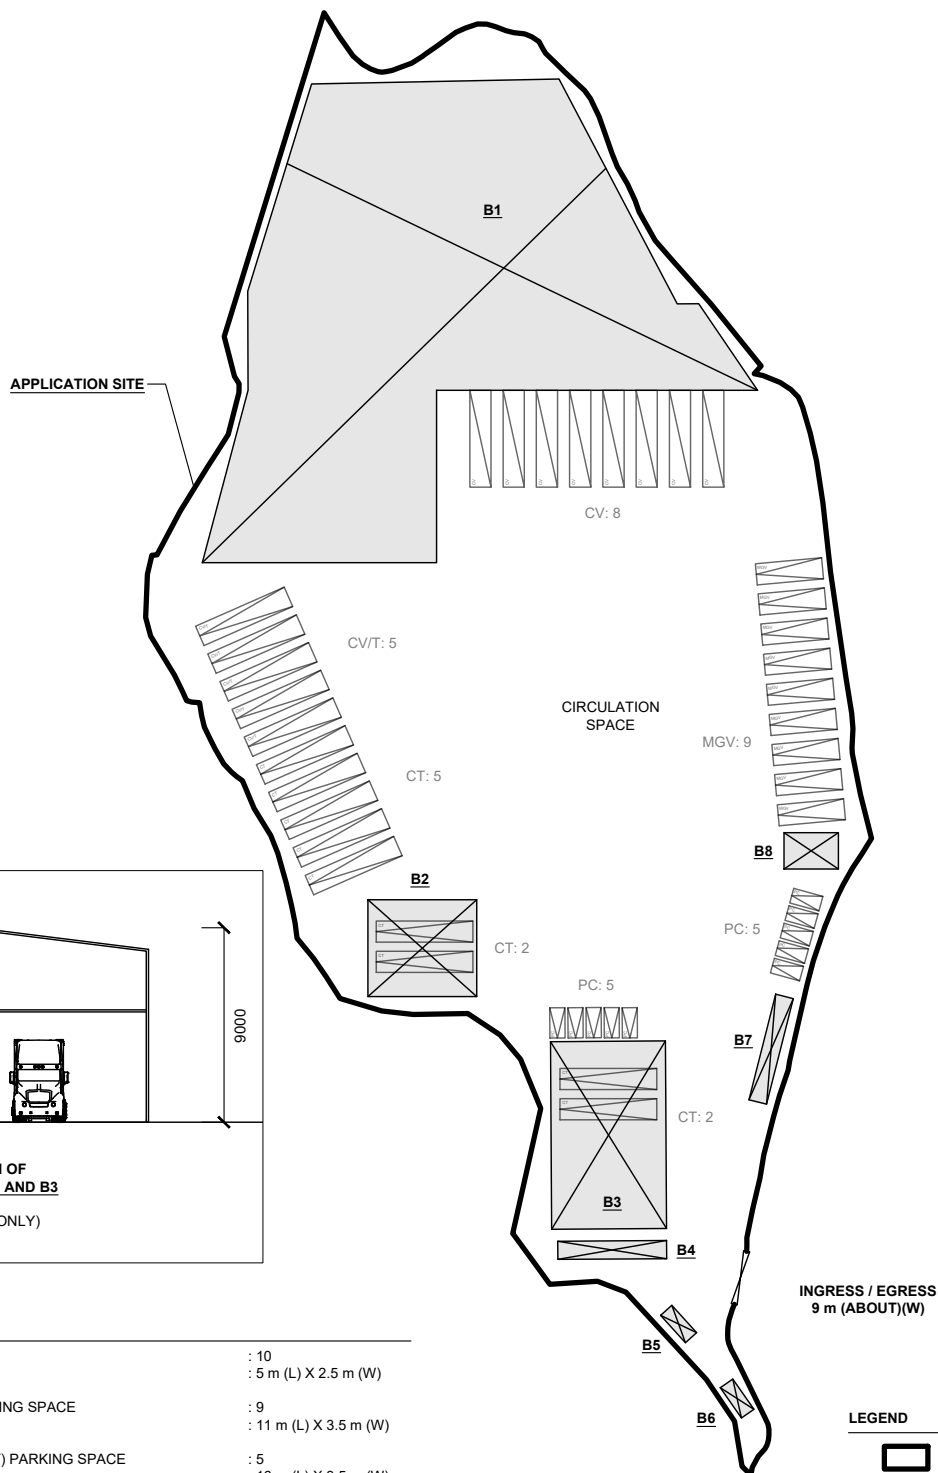 B1
APPLICATION SITE
CV: 8
CV/T: 5
CIRCULATION
SPACE
MGV: 9
CT: 5
B8
B2
PC: 5
CT: 2
PC: 5
B7
9000
CT: 2
OF
AND B3
ONLY)
B3
B4
INGRESS / EGRESS
9 m (ABOUT)(W)
B5
: 10
: 5 m (L) X 2.5 m (W)
ING SPACE : 9
: 11 m (L) X 3.5 m (W)
B6
LEGEND
) PARKING SPACE : 5